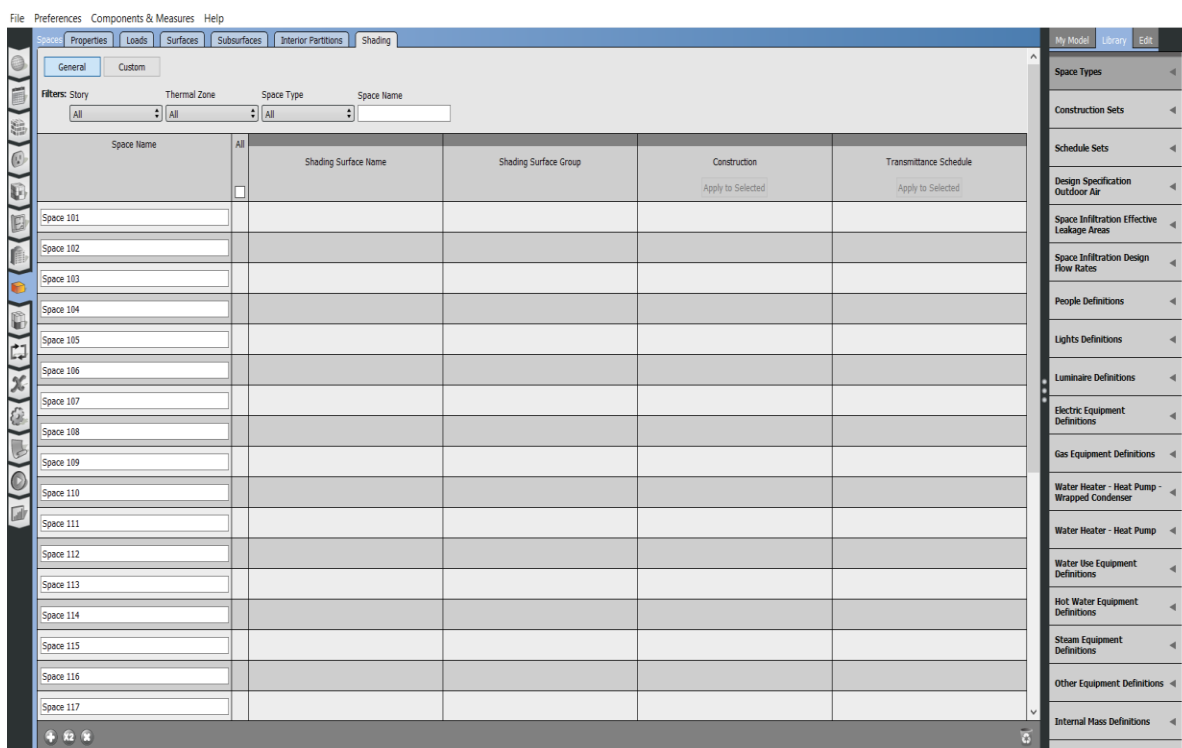 File Preferences Components & Measures Help
Spaces Properties Loads Surfaces Subsurfaces Interior Partitions Shading
My Model Library Edit
General Custom
Filters: Story Thermal Zone Space Type Space Name
All All All
Space Name All
Shading Surface Name Shading Surface Group Construction Transmittance Schedule
Apply to Selected Apply to Selected
Space 101
Space 102
Space 103
Space 104
Space 105
Space 106
Space 107
Space 108
Space 109
Space 110
Space 111
Space 112
Space 113
Space 114
Space 115
Space 116
Space 117
x2
Space Types
Construction Sets
Schedule Sets
Design Specification
Outdoor Air
Space Infiltration Effective
Leakage Areas
Space Infiltration Design
Flow Rates
People Definitions
Lights Definitions
Luminaire Definitions
Electric Equipment
Definitions
Gas Equipment Definitions
Water Heater - Heat Pump -
Wrapped Condenser
Water Heater - Heat Pump
Water Use Equipment
Definitions
Hot Water Equipment
Definitions
Steam Equipment
Definitions
Other Equipment Definitions
Internal Mass Definitions